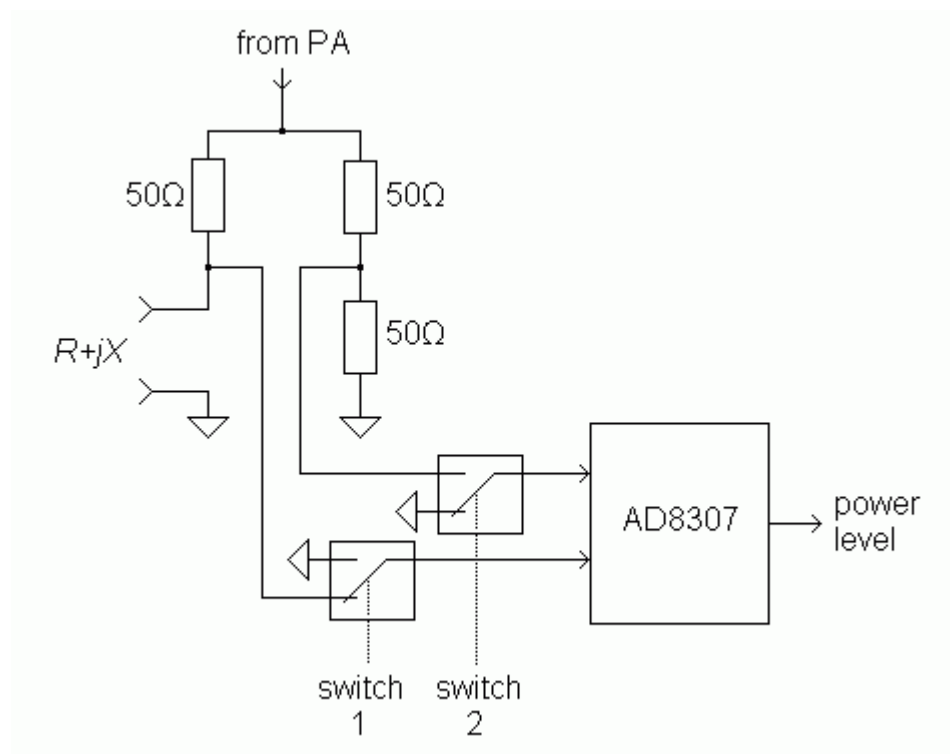 from PA
50Ω
50Ω
R+jX
50Ω
AD8307
power
level
switch
1
switch
2